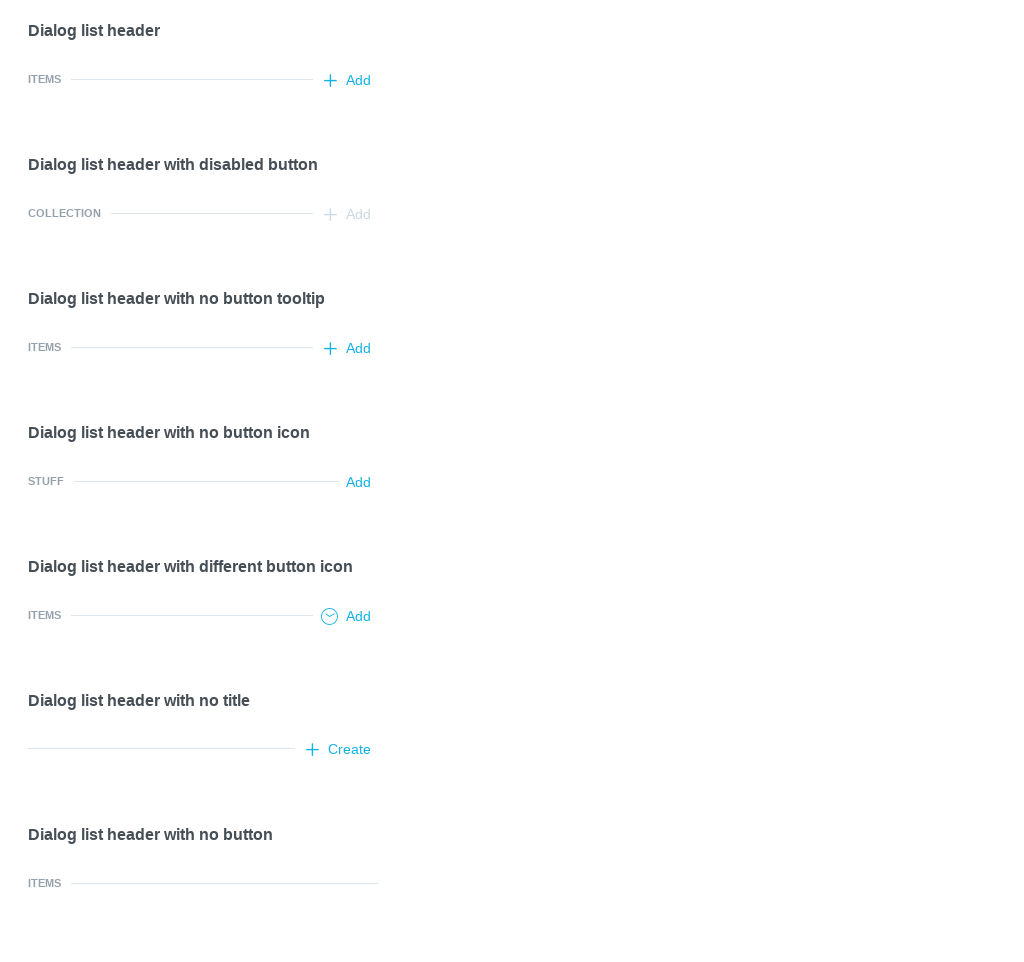 Dialog list header
ITEMS Add
Dialog list header with disabled button
COLLECTION Add
Dialog list header with no button tooltip
ITEMS Add
Dialog list header with no button icon
STUFF Add
Dialog list header with different button icon
ITEMS Add
Dialog list header with no title
Create
Dialog list header with no button
ITEMS